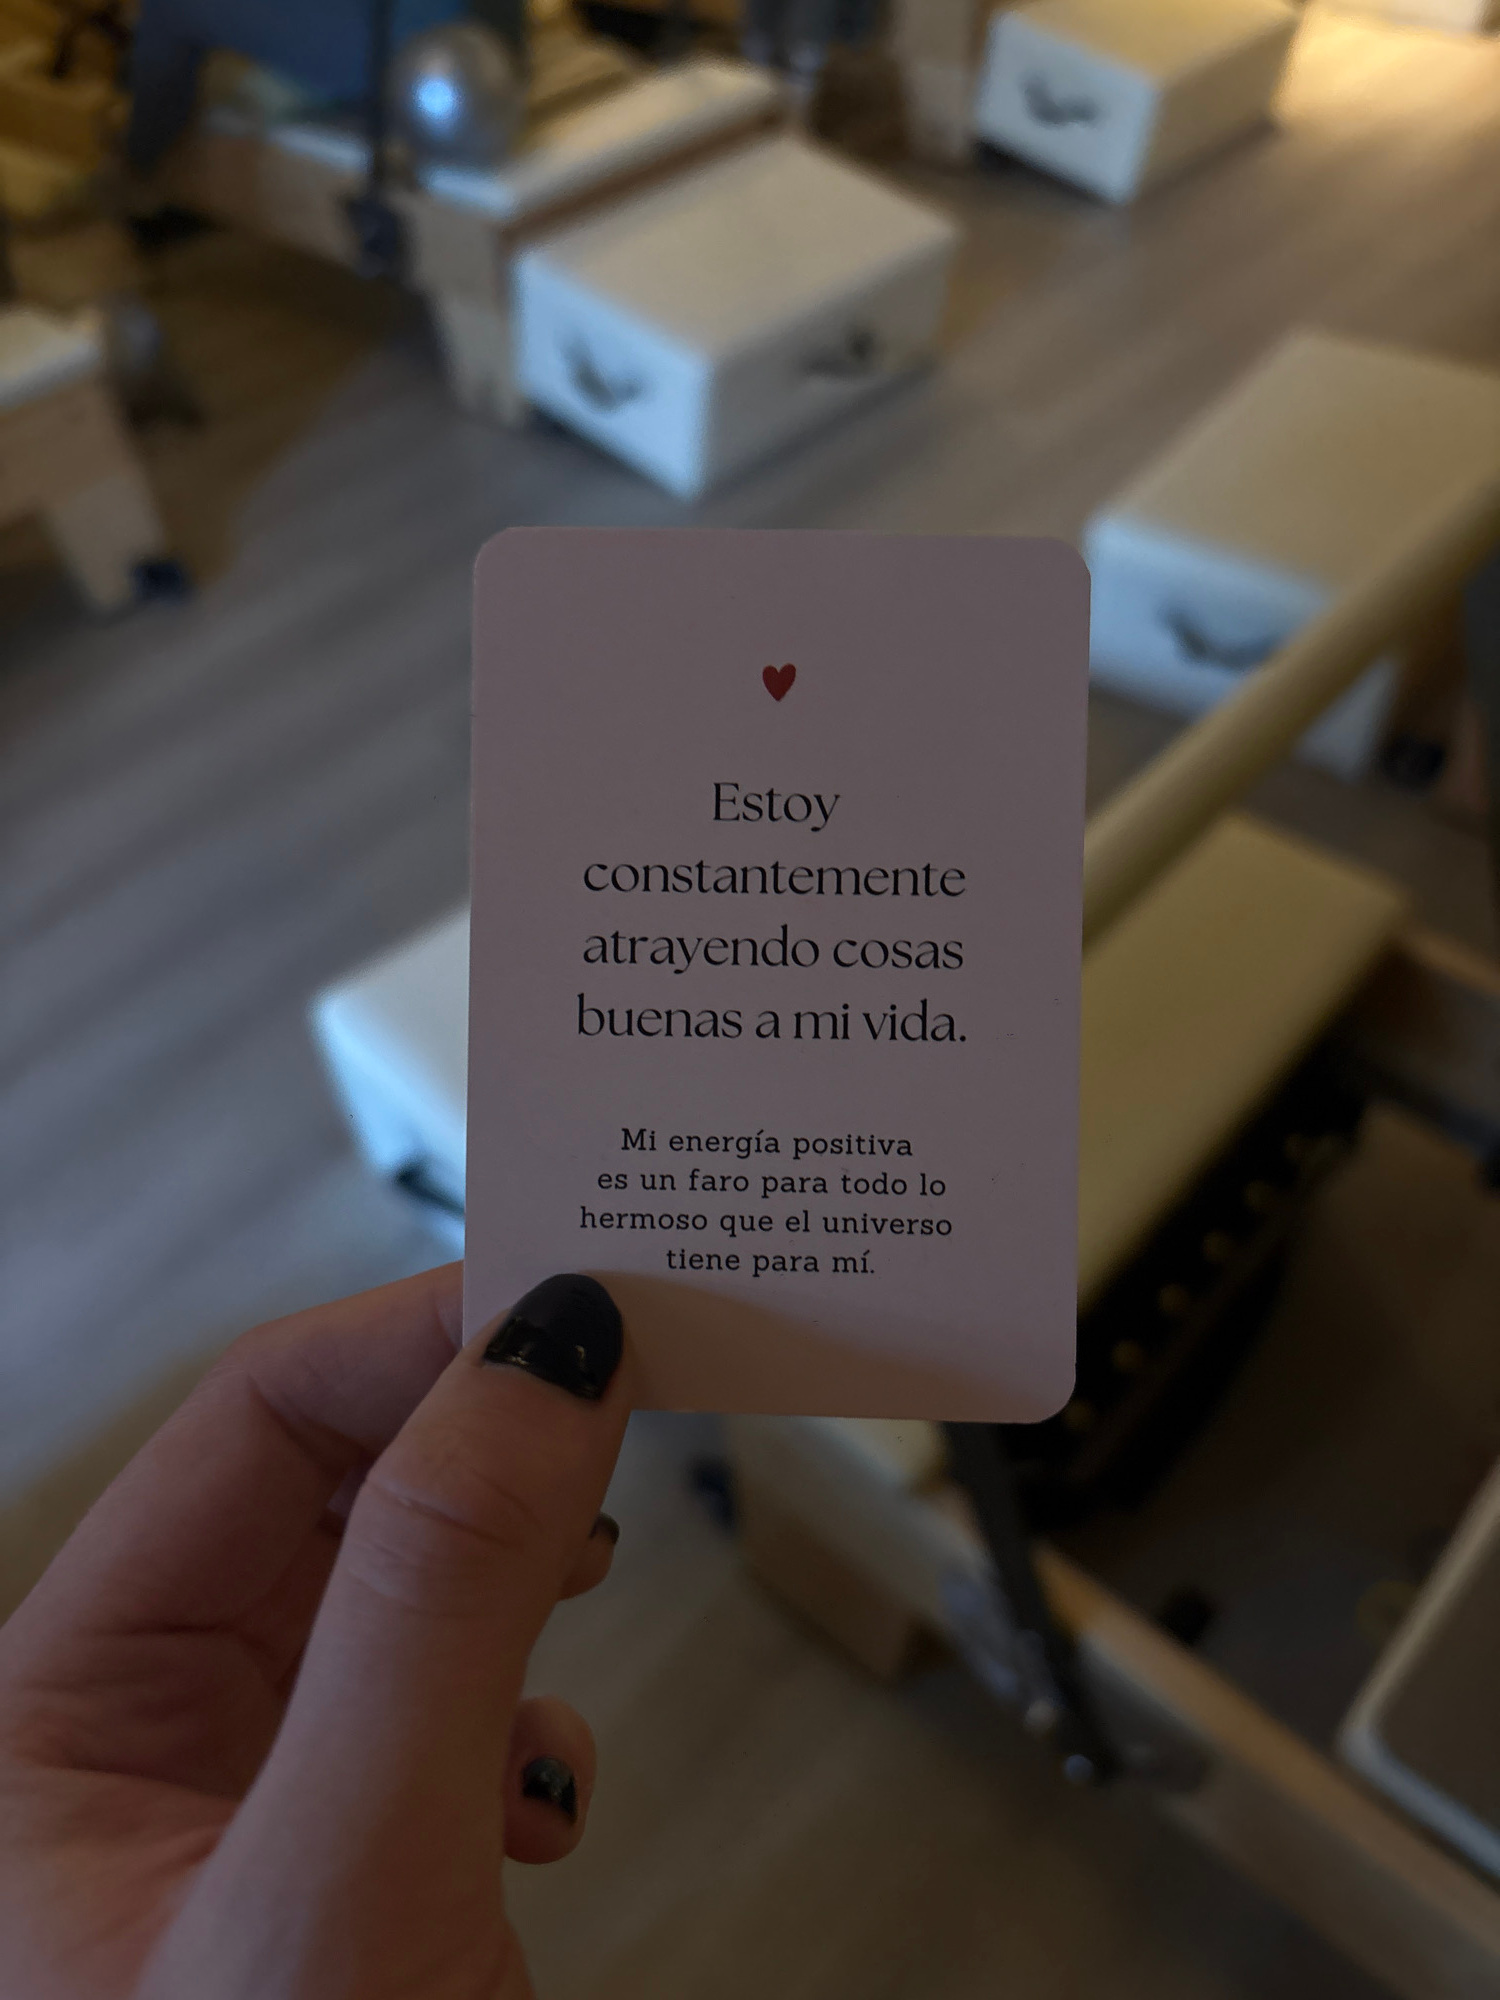 Estoy
constantemente
atrayendo cosas
buenas a mi vida.
Mi energía positiva
es un faro para todo lo
hermoso que el universo
tiene para mí.